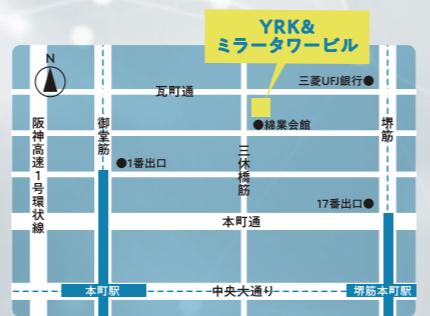 YRK&
ミラータワービル
N
三菱UFJ銀行●
瓦町通
●綿業会館
阪神高速1号環状線
御堂筋
堺筋
●1番出口
三休橋筋
17番出口●
本町通
本町駅
中央大通り
堺筋本町駅